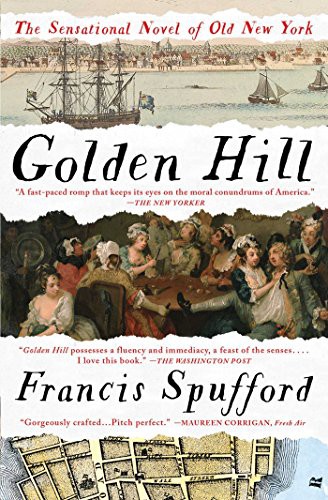 The Sensational Novel of Old New York
Golden Hill
"A fast-paced romp that keeps its eyes on the moral conundrums of America."
—THE NEW YORKER
"Golden Hill possesses a fluency and immediacy, a feast of the senses. . . .
I love this book." —THE WASHINGTON POST
Francis Spufford
"Gorgeously crafted...Pitch perfect." —MAUREEN CORRIGAN, Fresh Air
WALL STREET